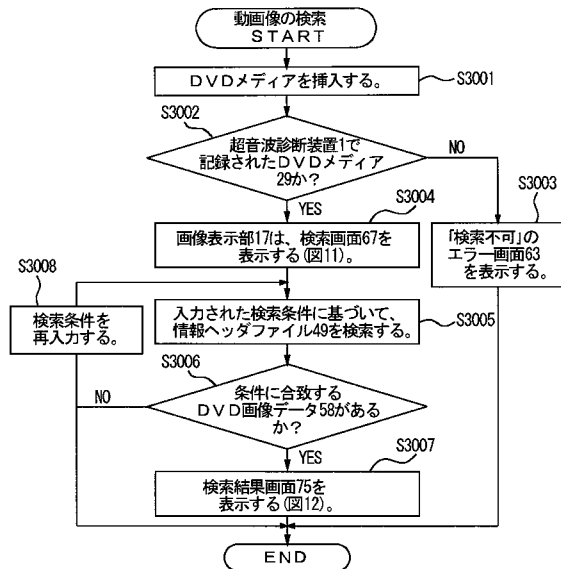 動画像の検索
START
DVDメディアを挿入する。
S3001
S3002
超音波診断装置1で
記録されたDVDメディア
29か?
NO
YES
S3003
「検索不可」の
エラー画面63
を表示する。
S3004
画像表示部17は、検索画面67を
表示する(図11)。
S3008
検索条件を
再入力する。
入力された検索条件に基づいて、
情報ヘッダファイル49を検索する。
S3005
S3006
条件に合致する
DVD画像データ58がある
か?
NO
YES
S3007
検索結果画面75を
表示する(図12)。
END